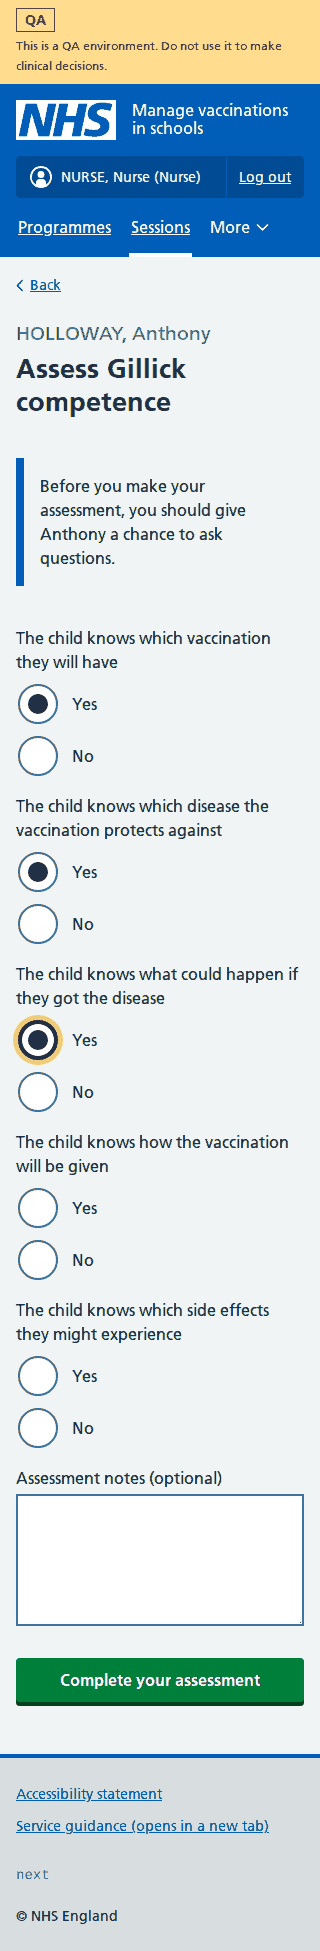 QA
This is a QA environment. Do not use it to make
clinical decisions.
NHS
Manage vaccinations
in schools
NURSE, Nurse (Nurse)
Log out
Programmes
Sessions
More
Back
HOLLOWAY, Anthony
Assess Gillick
competence
Before you make your
assessment, you should give
Anthony a chance to ask
questions.
The child knows which vaccination
they will have
Yes
No
The child knows which disease the
vaccination protects against
Yes
No
The child knows what could happen if
they got the disease
Yes
No
The child knows how the vaccination
will be given
Yes
No
The child knows which side effects
they might experience
Yes
No
Assessment notes (optional)
Complete your assessment
Accessibility statement
Service guidance (opens in a new tab)
next
© NHS England